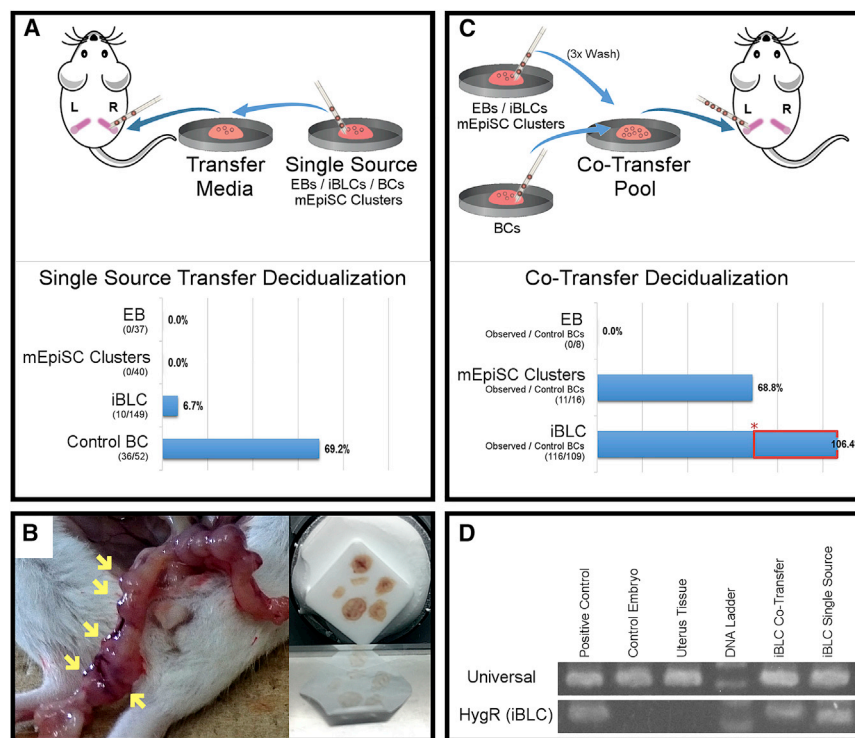 A
L
R
Transfer
Media
Single Source
EBs / iBLCs / BCs
mEpiSC Clusters
Single Source Transfer Decidualization
EB
(0/37)
0.0%
mEpiSC Clusters
(0/40)
0.0%
iBLC
(10/149)
6.7%
Control BC
(36/52)
69.2%
B
C
(3x Wash)
EBs / iBLCs
mEpiSC Clusters
L
R
Co-Transfer
Pool
BCs
Co-Transfer Decidualization
EB
Observed / Control BCs
(0/8)
0.0%
mEpiSC Clusters
Observed / Control BCs
(11/16)
68.8%
iBLC
Observed / Control BCs
(116/109)
*
106.4
D
Positive Control
Control Embryo
Uterus Tissue
DNA Ladder
iBLC Co-Transfer
iBLC Single Source
Universal
HygR (iBLC)